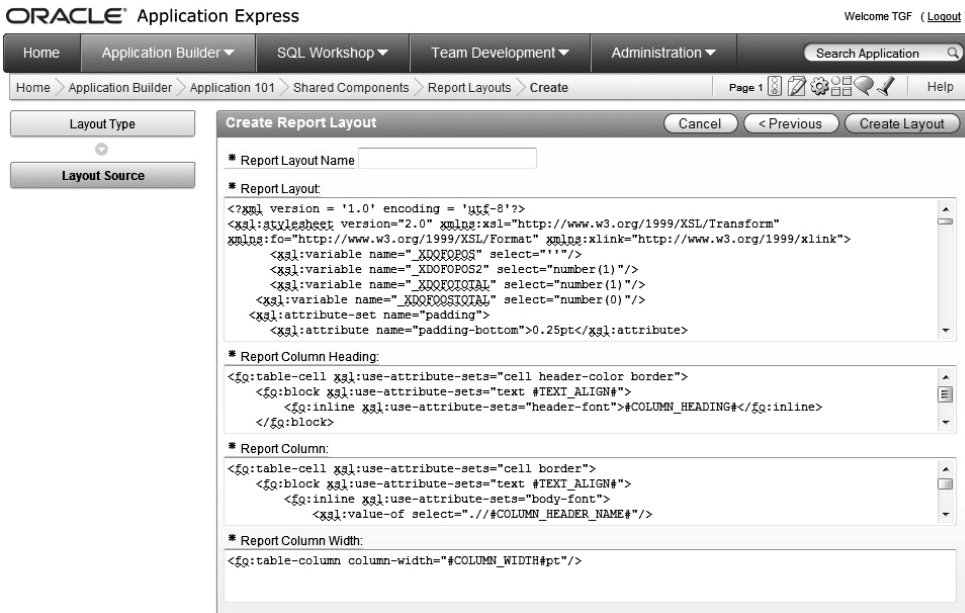 ORACLE® Application Express
Welcome TGF ( Logout
Home Application Builder SQL Workshop Team Development Administration Search Application
Home Application Builder Application 101 Shared Components Report Layouts Create Page 1 Help
Layout Type
Layout Source
Create Report Layout Cancel < Previous Create Layout
* Report Layout Name
* Report Layout:
<?xml version = '1.0' encoding = 'utf-8'?>
<xsl:stylesheet version="2.0" xmlns:xsl="http://www.w3.org/1999/XSL/Transform"
xmlns:fo="http://www.w3.org/1999/XSL/Format" xmlns:xlink="http://www.w3.org/1999/xlink">
<xsl:variable name="_XDOFOPOS" select="''"/>
<xsl:variable name="_XDOFOPOS2" select="number(1)"/>
<xsl:variable name="_XDOFOTOTAL" select="number(1)"/>
<xsl:variable name="_XDOFOOSTOTAL" select="number(0)"/>
<xsl:attribute-set name="padding">
<xsl:attribute name="padding-bottom">0.25pt</xsl:attribute>
* Report Column Heading:
<fo:table-cell xsl:use-attribute-sets="cell header-color border">
<fo:block xsl:use-attribute-sets="text #TEXT_ALIGN#">
<fo:inline xsl:use-attribute-sets="header-font">#COLUMN_HEADING#</fo:inline>
</fo:block>
* Report Column:
<fo:table-cell xsl:use-attribute-sets="cell border">
<fo:block xsl:use-attribute-sets="text #TEXT_ALIGN#">
<fo:inline xsl:use-attribute-sets="body-font">
<xsl:value-of select=".//#COLUMN_HEADER_NAME#"/>
* Report Column Width:
<fo:table-column column-width="#COLUMN_WIDTH#pt"/>